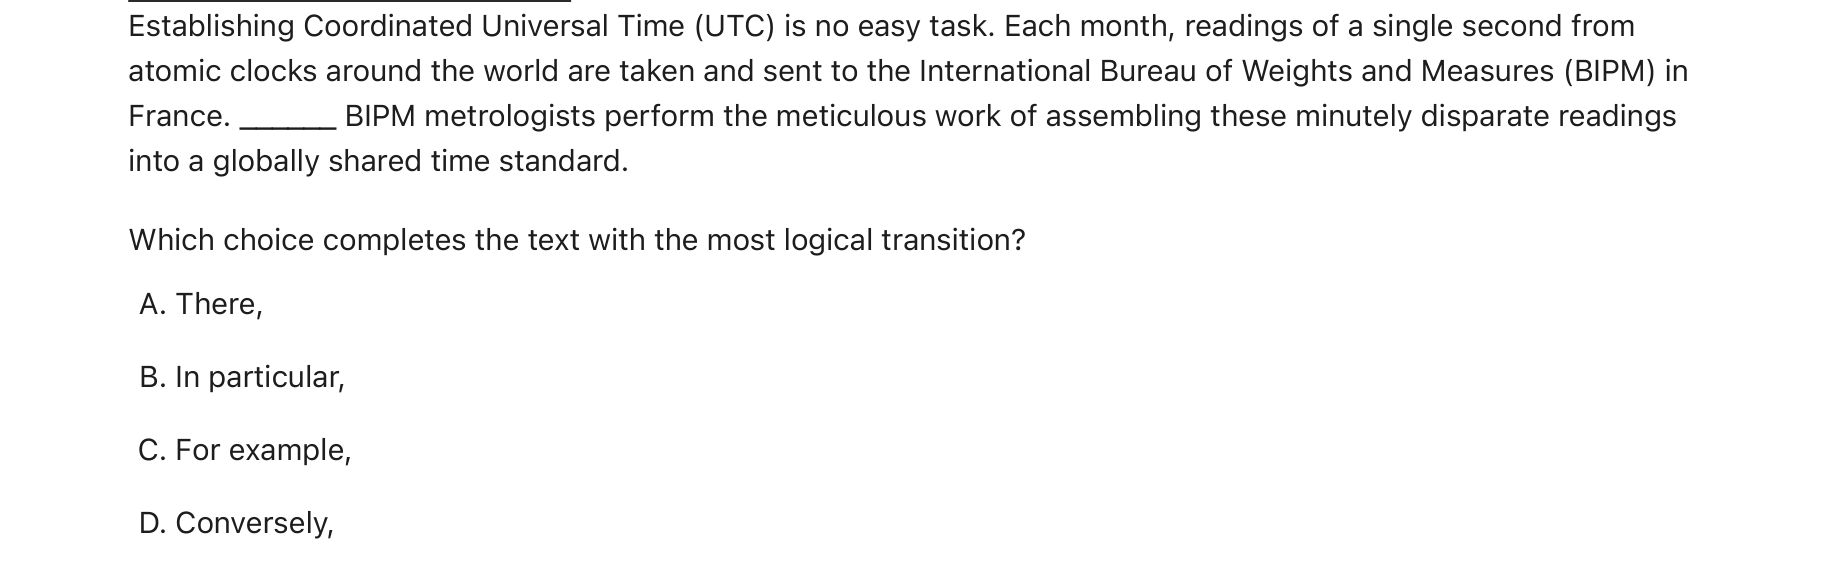 Establishing Coordinated Universal Time (UTC) is no easy task. Each month, readings of a single second from
atomic clocks around the world are taken and sent to the International Bureau of Weights and Measures (BIPM) in
France. ______ BIPM metrologists perform the meticulous work of assembling these minutely disparate readings
into a globally shared time standard.
Which choice completes the text with the most logical transition?
A. There,
B. In particular,
C. For example,
D. Conversely,